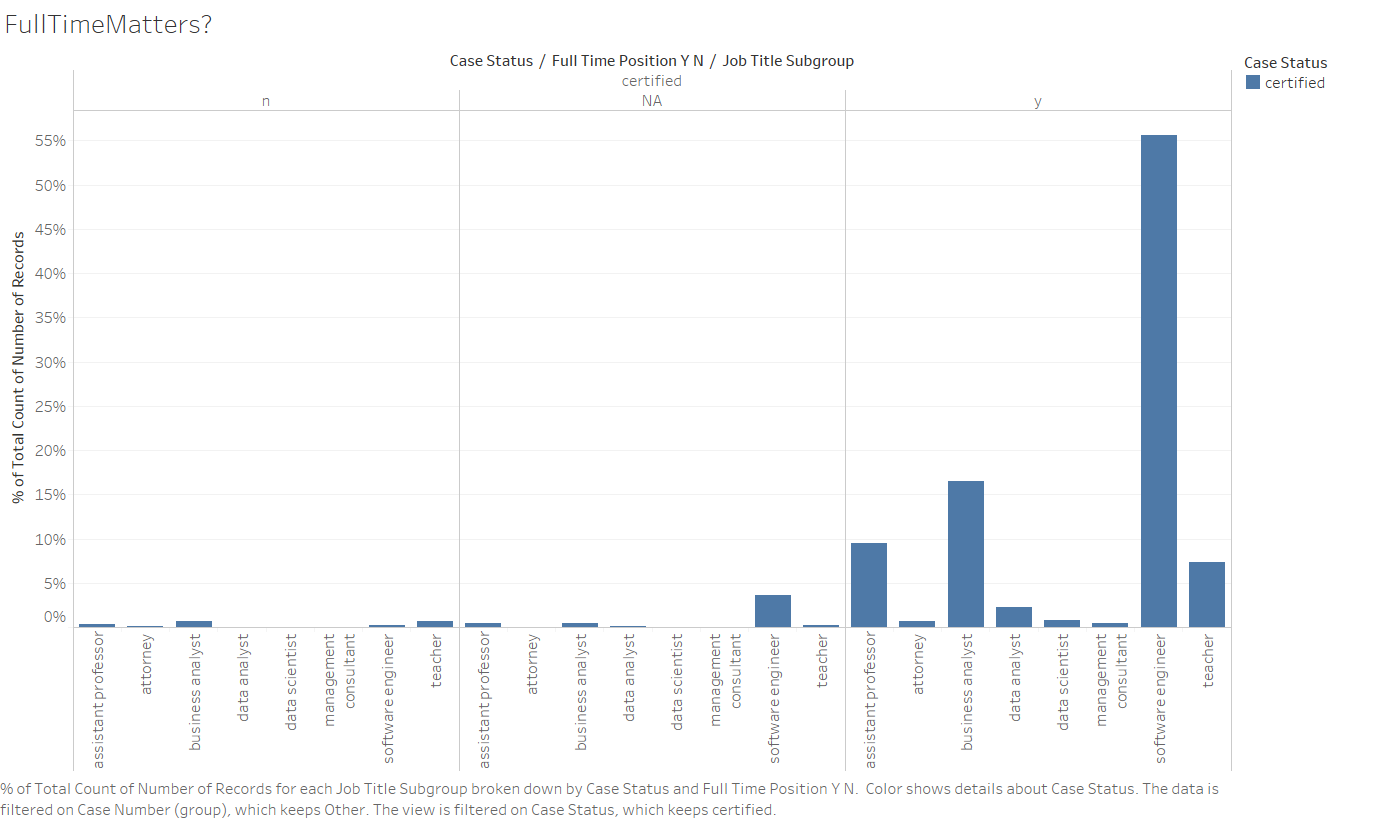 FullTimeMatters?
Case Status / Full Time Position Y N / Job Title Subgroup
certified
n
NA
y
Case Status
certified
% of Total Count of Number of Records
55%
50%
45%
40%
35%
30%
25%
20%
15%
10%
5%
0%
assistant professor
attorney
business analyst
data analyst
data scientist
management
consultant
software engineer
teacher
assistant professor
attorney
business analyst
data analyst
data scientist
management
consultant
software engineer
teacher
assistant professor
attorney
business analyst
data analyst
data scientist
management
consultant
software engineer
teacher
% of Total Count of Number of Records for each Job Title Subgroup broken down by Case Status and Full Time Position Y N.  Color shows details about Case Status. The data is
filtered on Case Number (group), which keeps Other. The view is filtered on Case Status, which keeps certified.